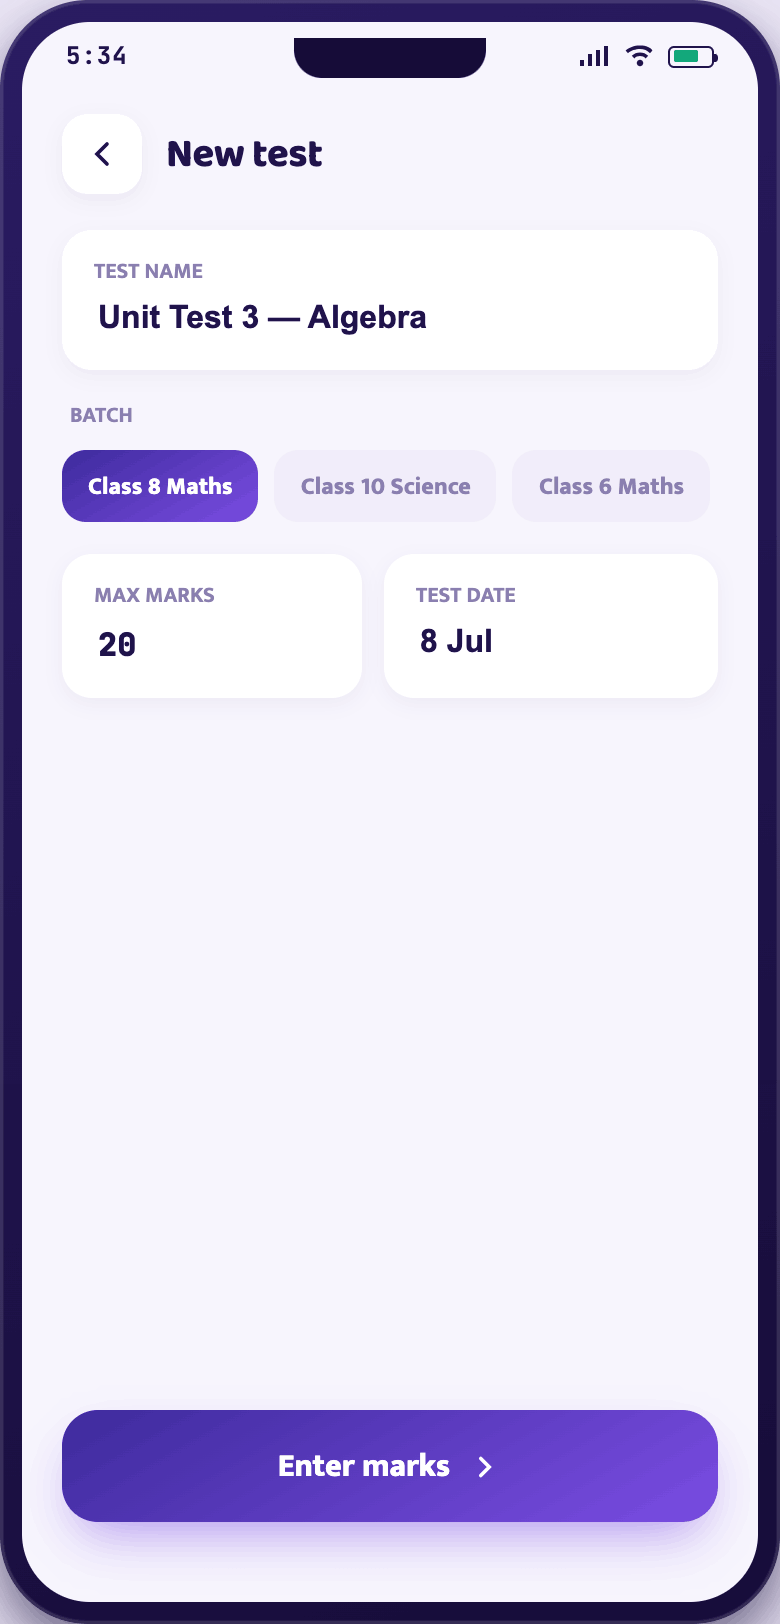 5:34
New test
TEST NAME
Unit Test 3 — Algebra
BATCH
Class 8 Maths
Class 10 Science
Class 6 Maths
MAX MARKS
TEST DATE
20
8 Jul
Enter marks